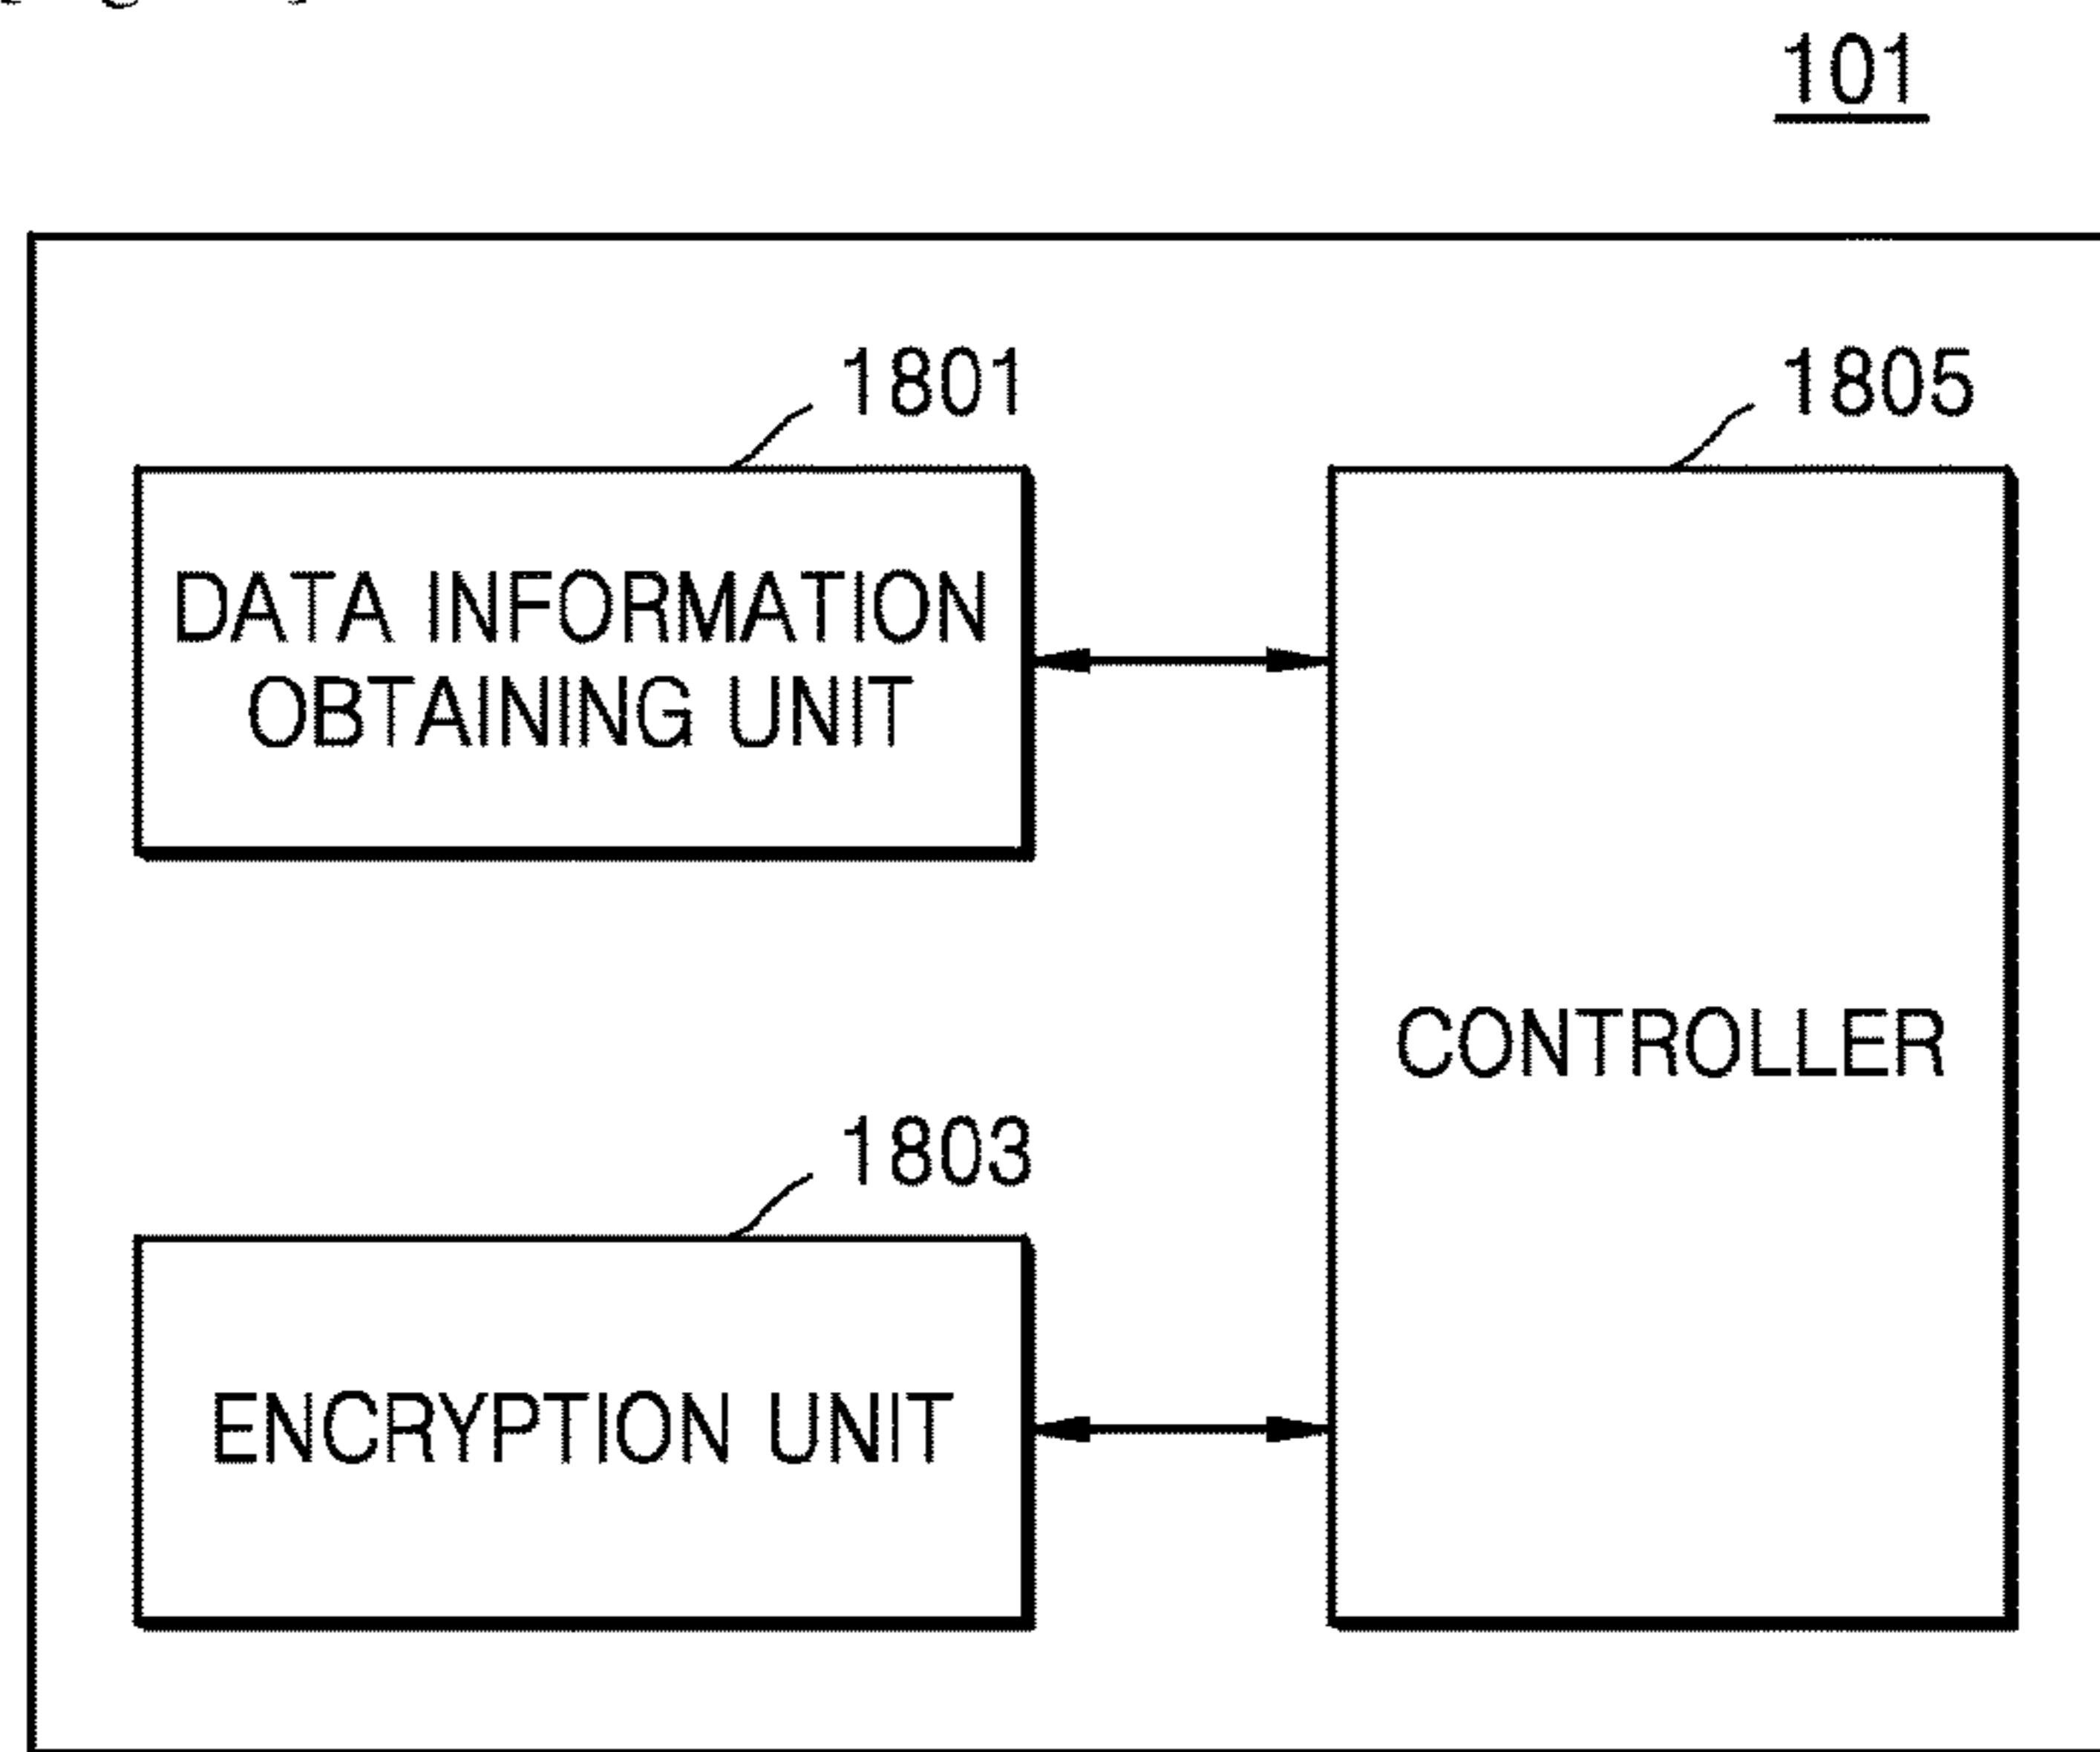 101
1801
1805
DATA INFORMATION
OBTAINING UNIT
CONTROLLER
1803
ENCRYPTION UNIT